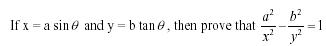 If x = a sin θ and y = b tan θ, then prove that a²/x² − b²/y² = 1